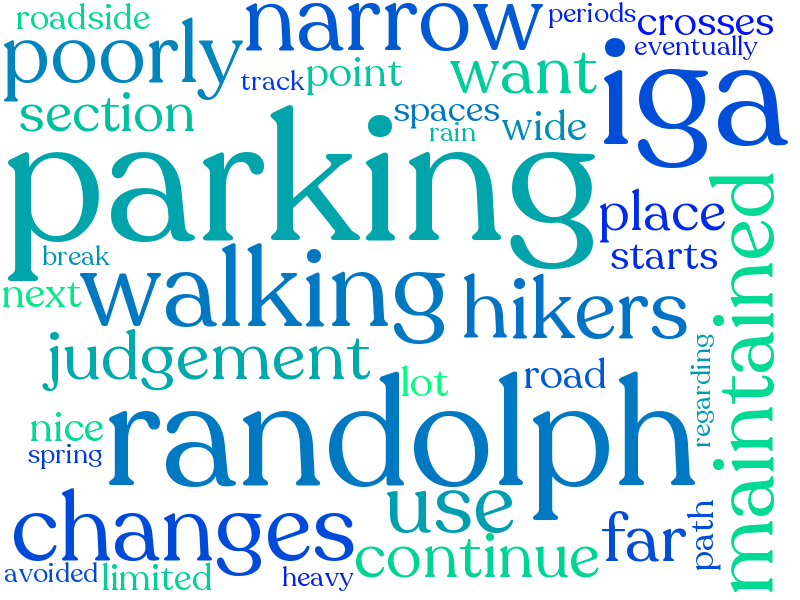 roadside
narrow
periods
crosses
poorly
eventually
track
point
want
iga
section
spaces
rain
wide
parking
place
maintained
break
starts
next
walking
hikers
judgement
regarding
lot
road
randolph
nice
spring
changes
use
continue
far
path
avoided
limited
heavy